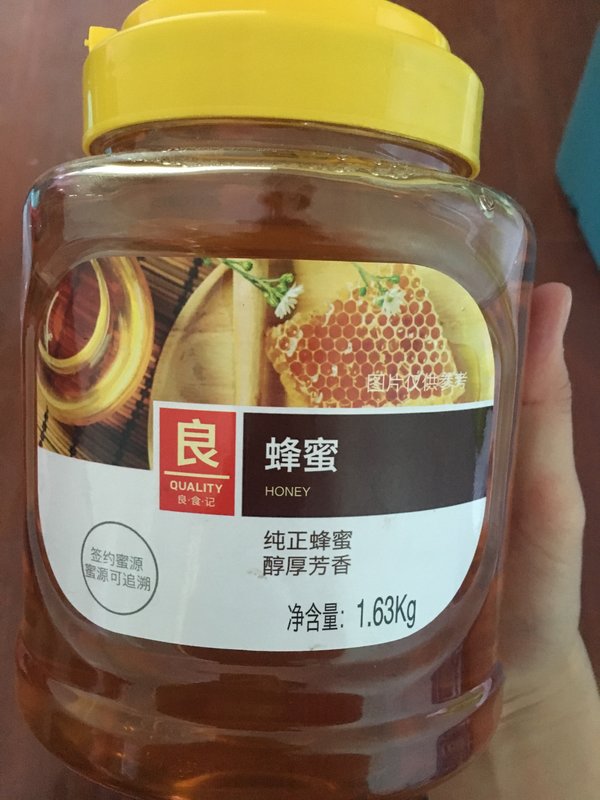 图片仅供参考
良
QUALITY
良·食·记
蜂蜜
HONEY
纯正蜂蜜
醇厚芳香
签约蜜源
蜜源可追溯
净含量: 1.63Kg